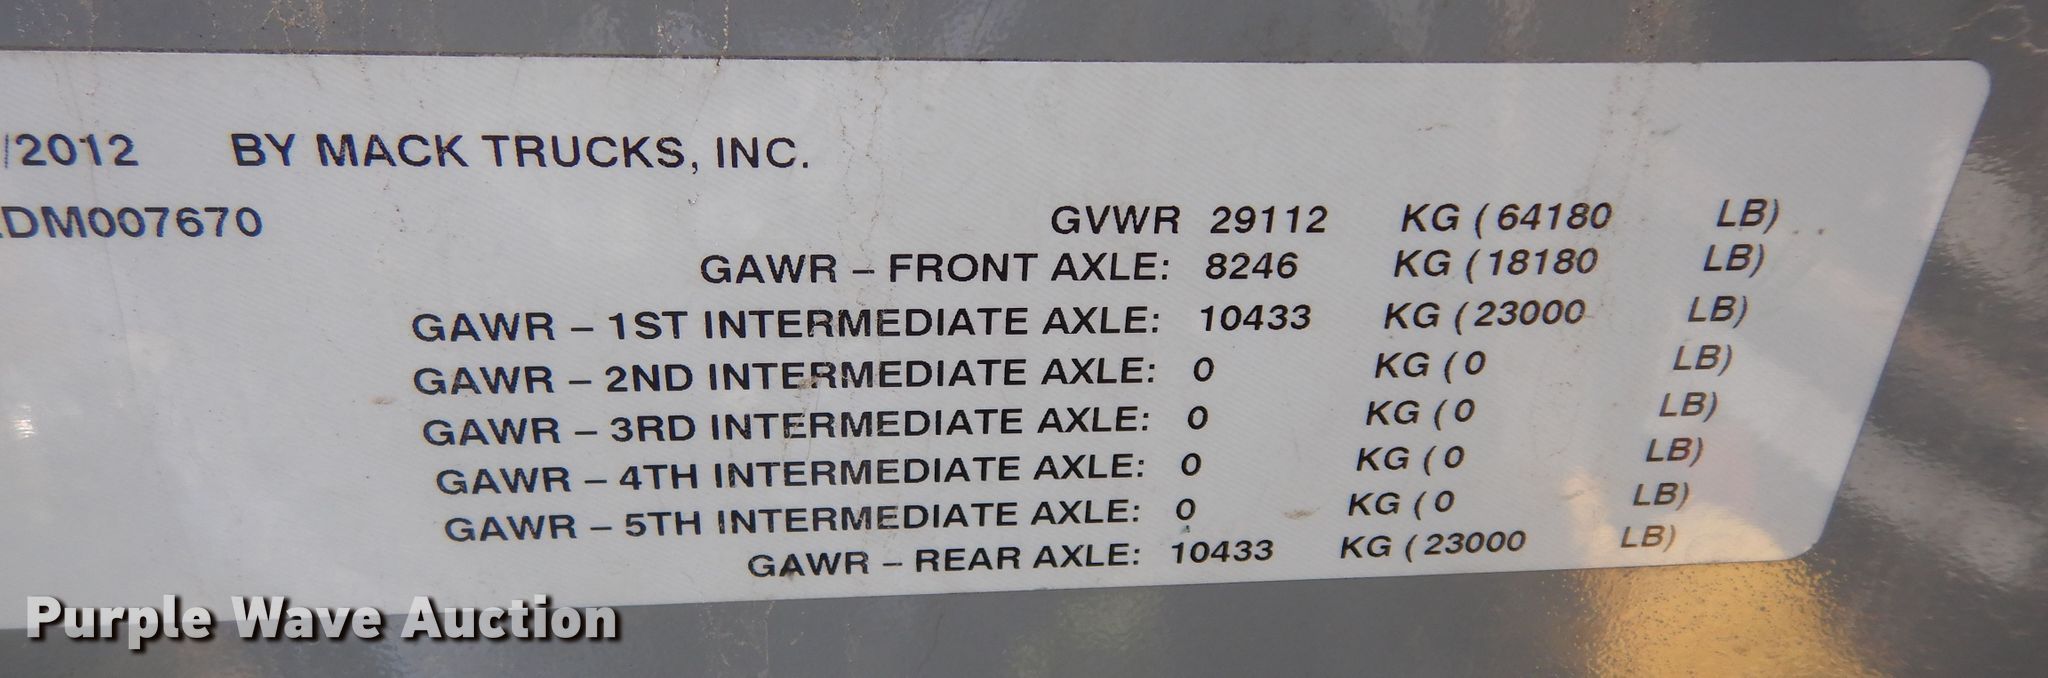 /2012 BY MACK TRUCKS, INC.
DM007670 GVWR 29112 KG (64180 LB)
GAWR – FRONT AXLE: 8246 KG (18180 LB)
GAWR – 1ST INTERMEDIATE AXLE: 10433 KG (23000 LB)
GAWR – 2ND INTERMEDIATE AXLE: 0 KG (0 LB)
GAWR – 3RD INTERMEDIATE AXLE: 0 KG (0 LB)
GAWR – 4TH INTERMEDIATE AXLE: 0 KG (0 LB)
GAWR – 5TH INTERMEDIATE AXLE: 0 KG (0 LB)
GAWR – REAR AXLE: 10433 KG (23000 LB)
Purple Wave Auction